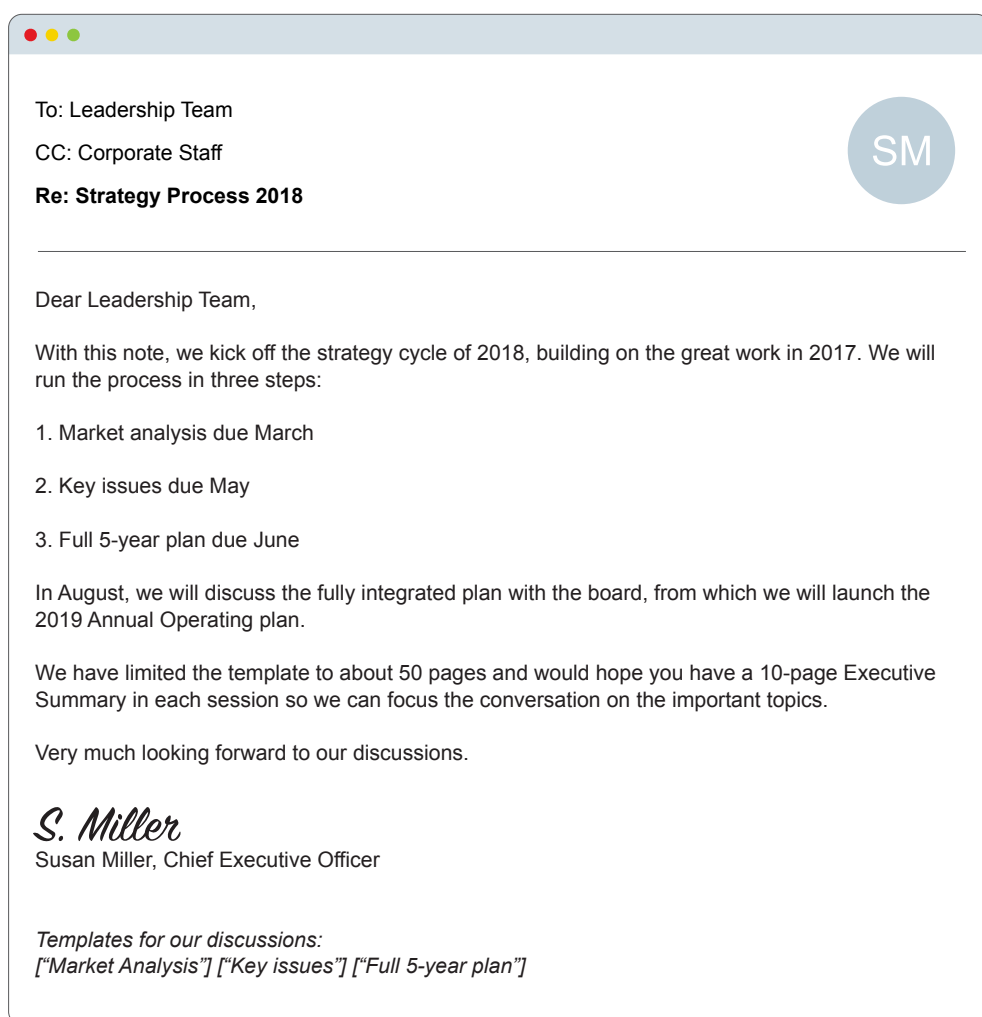 To: Leadership Team
SM
CC: Corporate Staff
Re: Strategy Process 2018
Dear Leadership Team,
With this note, we kick off the strategy cycle of 2018, building on the great work in 2017. We will
run the process in three steps:
1. Market analysis due March
2. Key issues due May
3. Full 5-year plan due June
In August, we will discuss the fully integrated plan with the board, from which we will launch the
2019 Annual Operating plan.
We have limited the template to about 50 pages and would hope you have a 10-page Executive
Summary in each session so we can focus the conversation on the important topics.
Very much looking forward to our discussions.
S. Miller
Susan Miller, Chief Executive Officer
Templates for our discussions:
[“Market Analysis”] [“Key issues”] [“Full 5-year plan”]